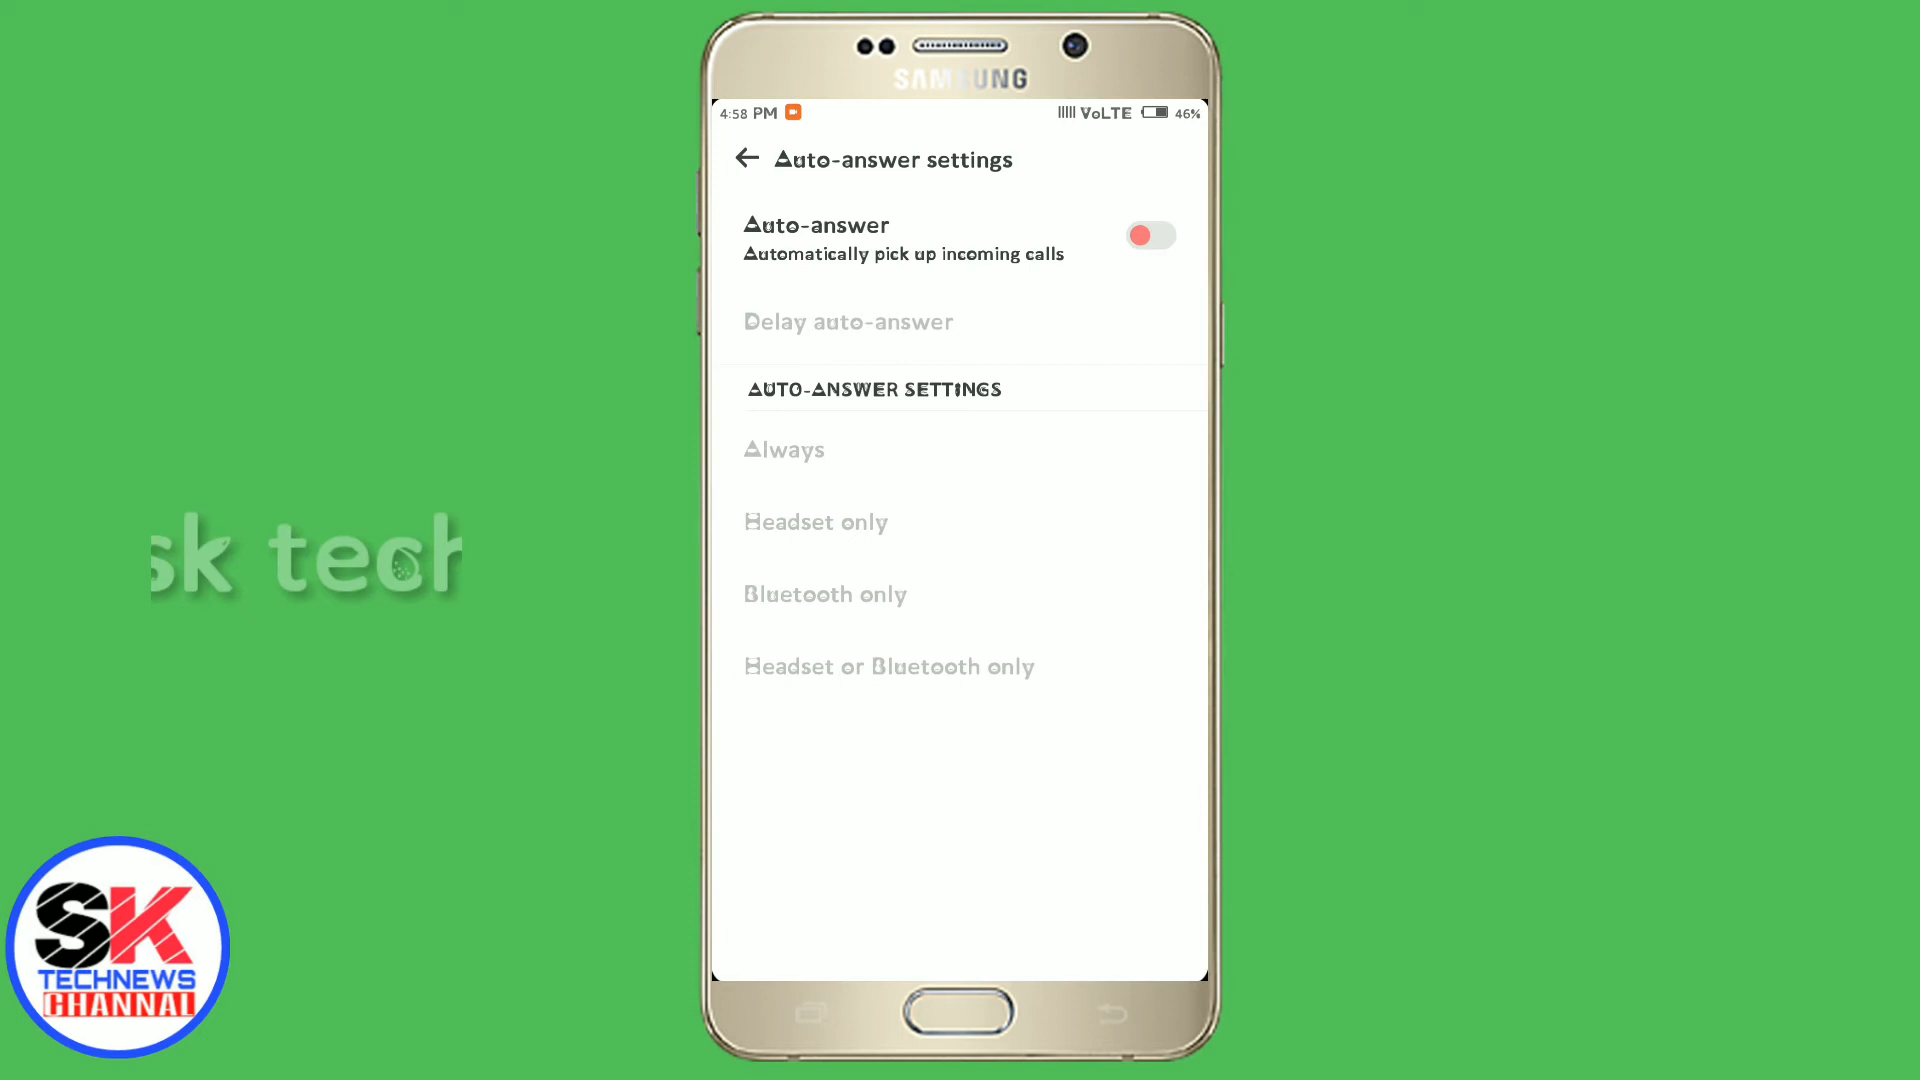 SAMSUNG
4:58 PM VoLTE 46%
Auto-answer settings
Auto-answer
Automatically pick up incoming calls
Delay auto-answer
AUTO-ANSWER SETTINGS
Always
Headset only
Bluetooth only
Headset or Bluetooth only
sk tech
SK
TECHNEWS
CHANNAL